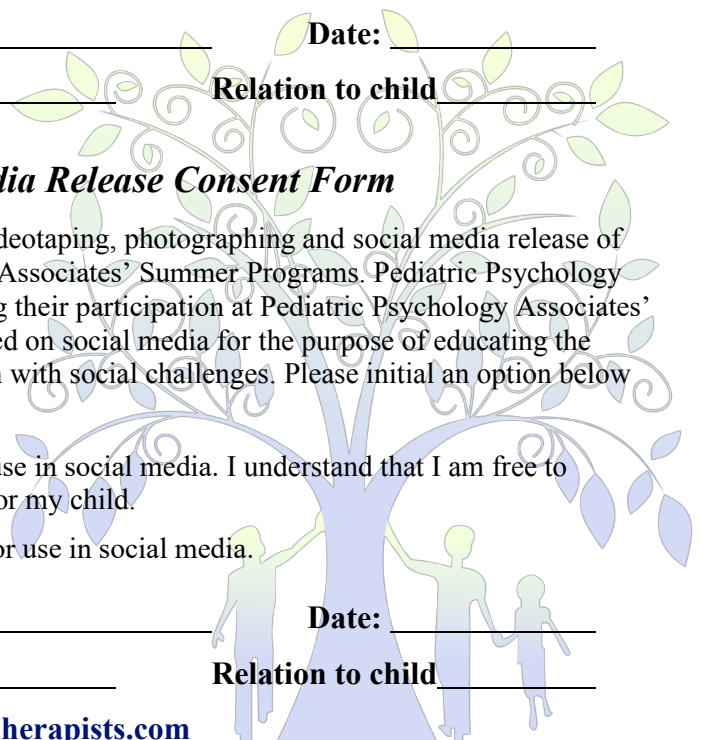 Date:
Relation to child
dia Release Consent Form
deotaping, photographing and social media release of
Associates’ Summer Programs. Pediatric Psychology
g their participation at Pediatric Psychology Associates’
ed on social media for the purpose of educating the
n with social challenges. Please initial an option below
use in social media. I understand that I am free to
or my child.
or use in social media.
Date:
Relation to child
herapists.com